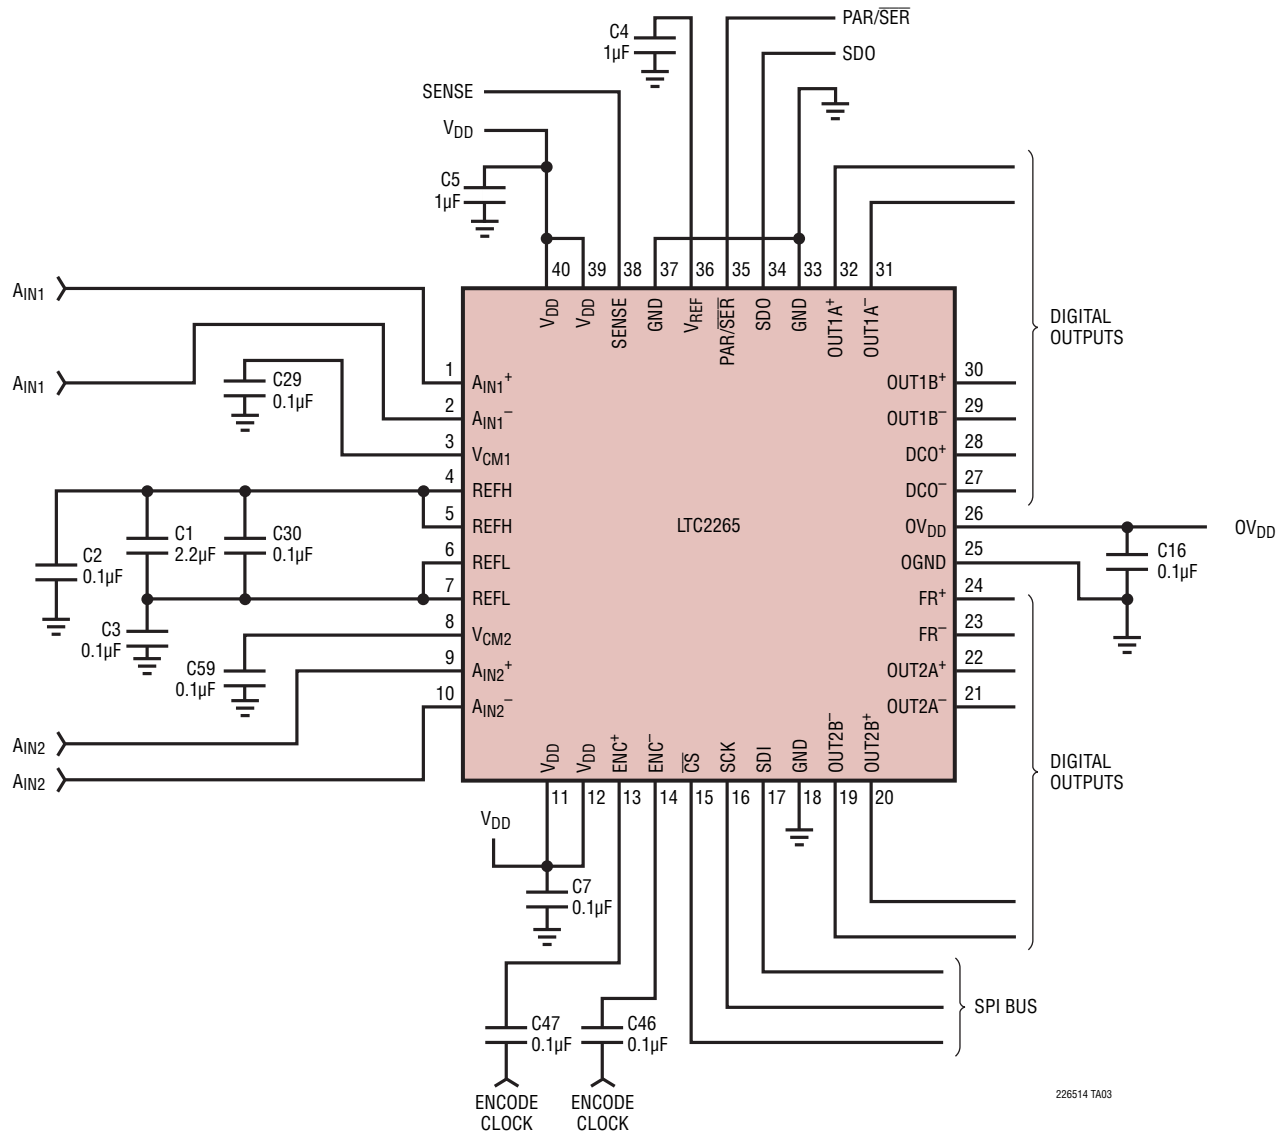 PAR/SER
C4
1µF
SDO
SENSE
VDD
C5
1µF
40
39
38
37
36
35
34
33
32
31
VDD
VDD
SENSE
GND
VREF
PAR/SER
SDO
GND
OUT1A+
OUT1A–
DIGITAL
OUTPUTS
AIN1
AIN1
C29
0.1µF
1
AIN1+
2
AIN1–
3
VCM1
4
REFH
5
REFH
6
REFL
7
REFL
8
VCM2
9
AIN2+
10
AIN2–
C1
2.2µF
C30
0.1µF
C2
0.1µF
C3
0.1µF
C59
0.1µF
AIN2
AIN2
LTC2265
OUT1B+
30
OUT1B–
29
DCO+
28
DCO–
27
OVDD
26
OGND
25
FR+
24
FR–
23
OUT2A+
22
OUT2A–
21
OVDD
C16
0.1µF
VDD
VDD
ENC+
ENC–
CS
SCK
SDI
GND
OUT2B–
OUT2B+
11
12
13
14
15
16
17
18
19
20
DIGITAL
OUTPUTS
VDD
C7
0.1µF
C47
0.1µF
C46
0.1µF
SPI BUS
ENCODE
CLOCK
ENCODE
CLOCK
226514 TA03